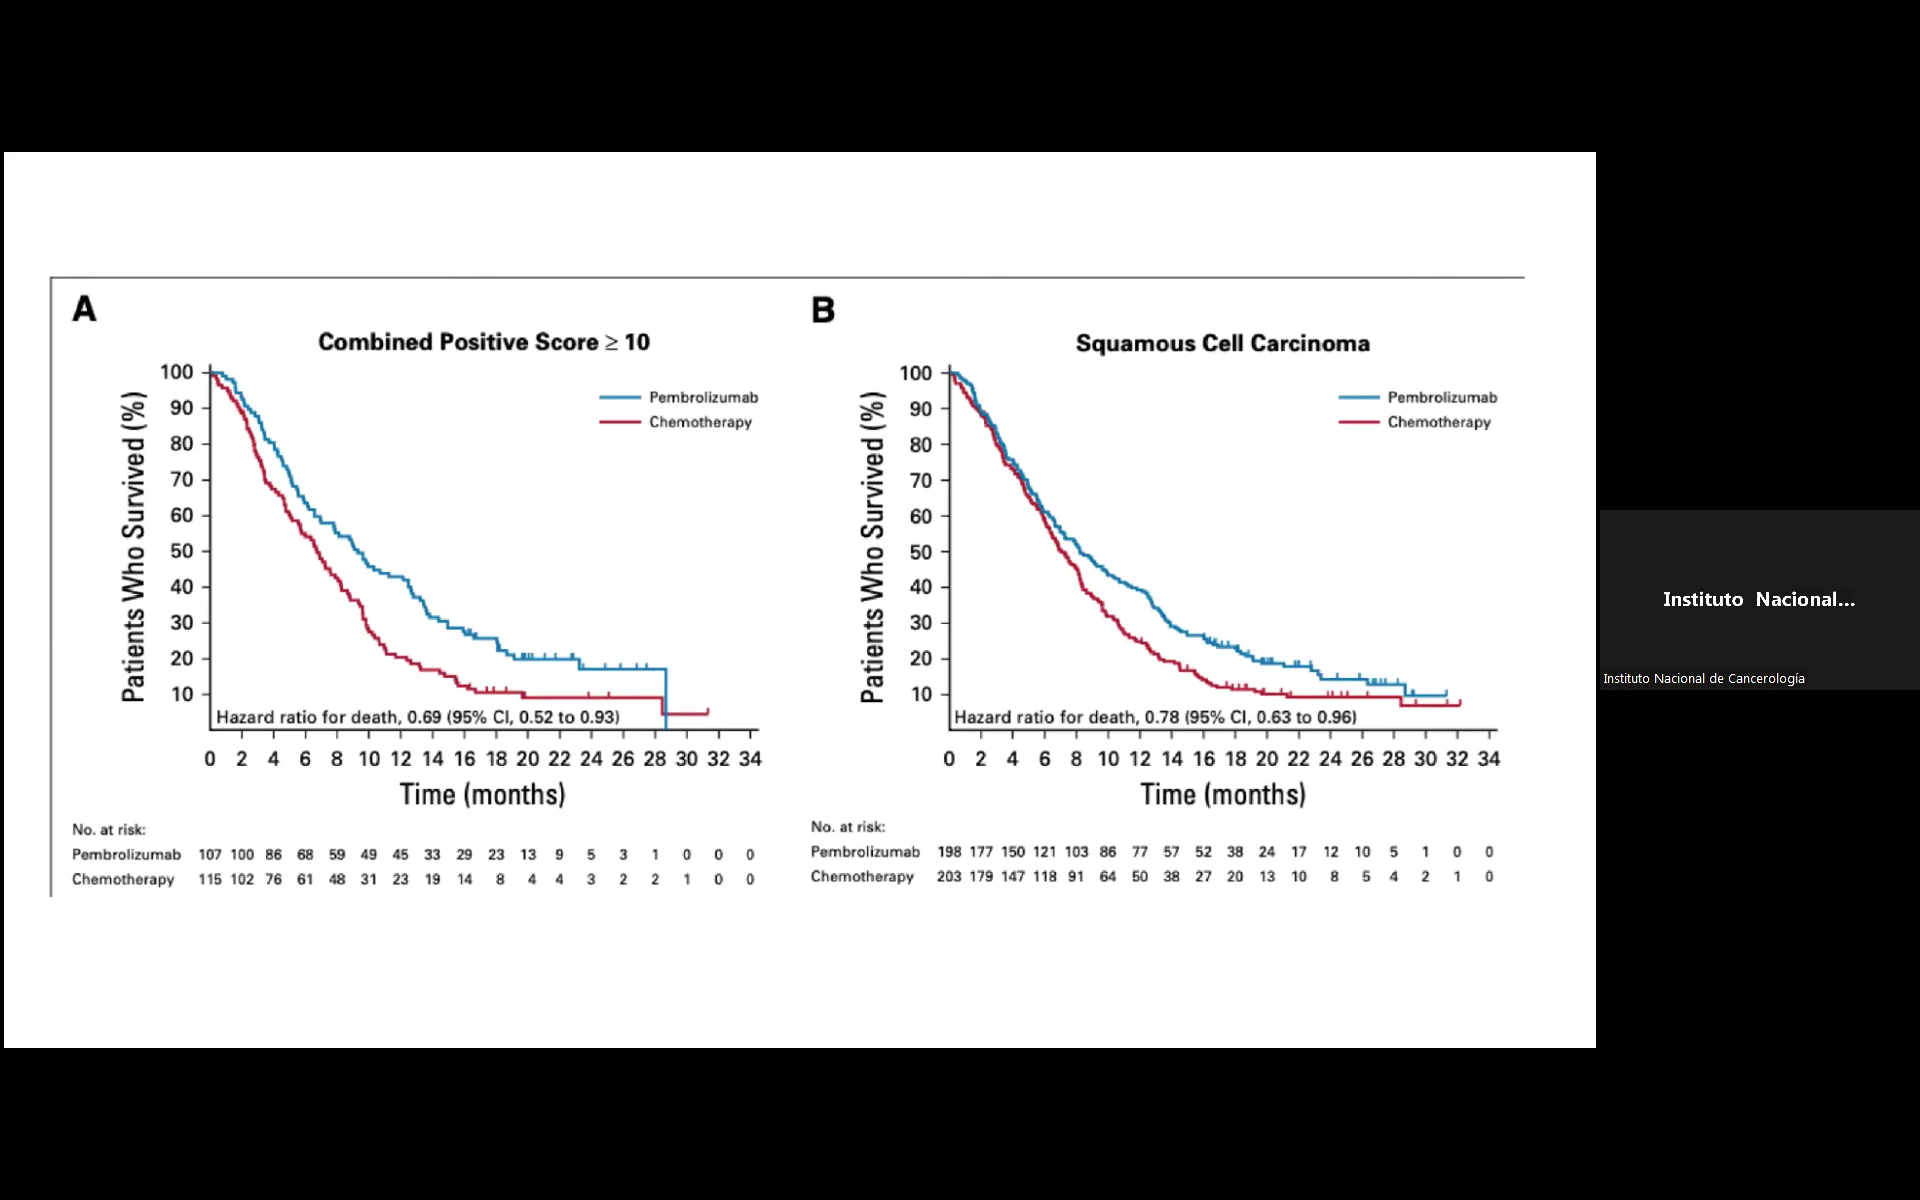 A
Combined Positive Score ≥ 10
100
90
80
70
60
50
40
30
20
10
Patients Who Survived (%)
Pembrolizumab
Chemotherapy
Hazard ratio for death, 0.69 (95% CI, 0.52 to 0.93)
0 2 4 6 8 10 12 14 16 18 20 22 24 26 28 30 32 34
Time (months)
No. at risk:
Pembrolizumab 107 100 86 68 59 49 45 33 29 23 13 9 5 3 1 0 0 0
Chemotherapy 115 102 76 61 48 31 23 19 14 8 4 4 3 2 2 1 0 0
B
Squamous Cell Carcinoma
100
90
80
70
60
50
40
30
20
10
Patients Who Survived (%)
Pembrolizumab
Chemotherapy
Hazard ratio for death, 0.78 (95% CI, 0.63 to 0.96)
0 2 4 6 8 10 12 14 16 18 20 22 24 26 28 30 32 34
Time (months)
No. at risk:
Pembrolizumab 198 177 150 121 103 86 77 57 52 38 24 17 12 10 5 1 0 0
Chemotherapy 203 179 147 118 91 64 50 38 27 20 13 10 8 5 4 2 1 0
Instituto Nacional...
Instituto Nacional de Cancerología